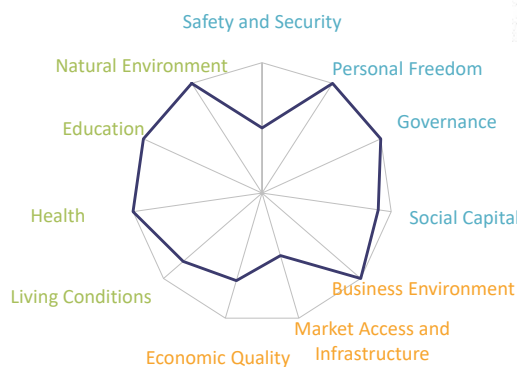 Safety and Security
Natural Environment
Personal Freedom
Education
Governance
Health
Social Capital
Living Conditions
Business Environment
Market Access and
Infrastructure
Economic Quality